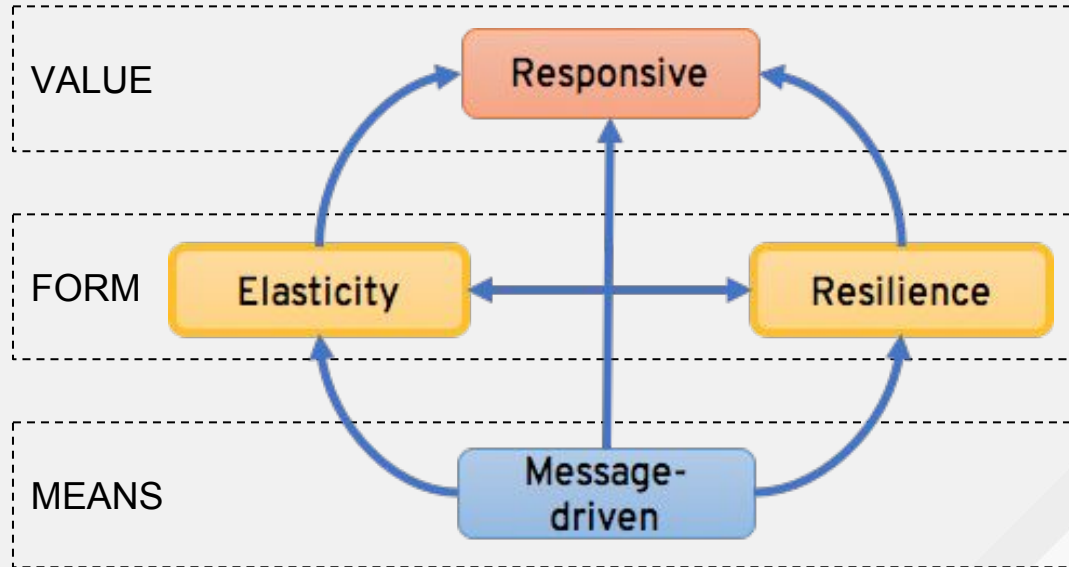 VALUE
Responsive
FORM
Elasticity
Resilience
MEANS
Message-
driven